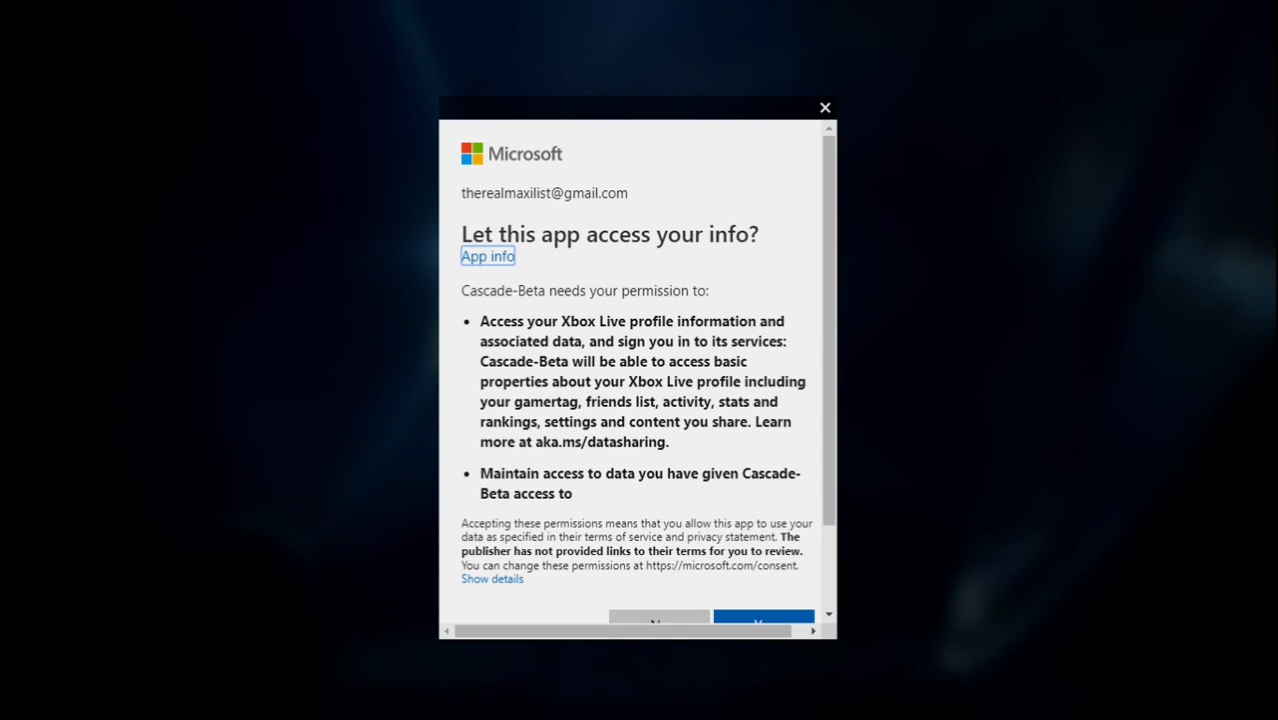 Microsoft
therealmaxilist@gmail.com
Let this app access your info?
App info
Cascade-Beta needs your permission to:
• Access your Xbox Live profile information and
associated data, and sign you in to its services:
Cascade-Beta will be able to access basic
properties about your Xbox Live profile including
your gamertag, friends list, activity, stats and
rankings, settings and content you share. Learn
more at aka.ms/datasharing.
• Maintain access to data you have given Cascade-
Beta access to
Accepting these permissions means that you allow this app to use your
data as specified in their terms of service and privacy statement. The
publisher has not provided links to their terms for you to review.
You can change these permissions at https://microsoft.com/consent.
Show details